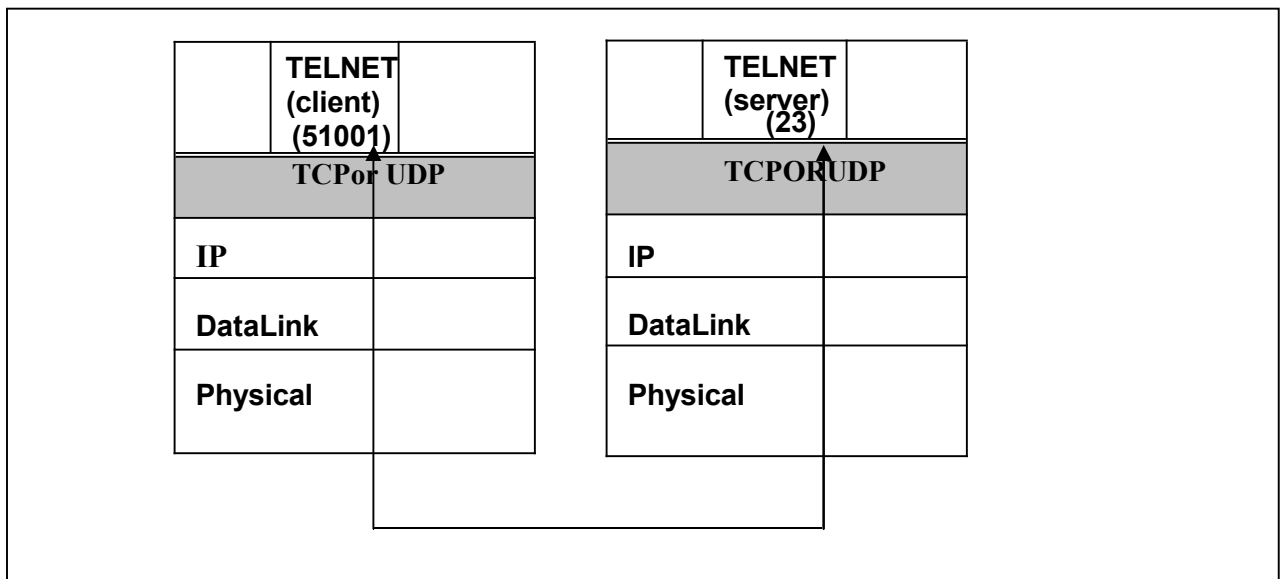 TELNET
(client)
(51001)
TCPor UDP
IP
DataLink
Physical
TELNET
(server)
(23)
TCPORUDP
IP
DataLink
Physical